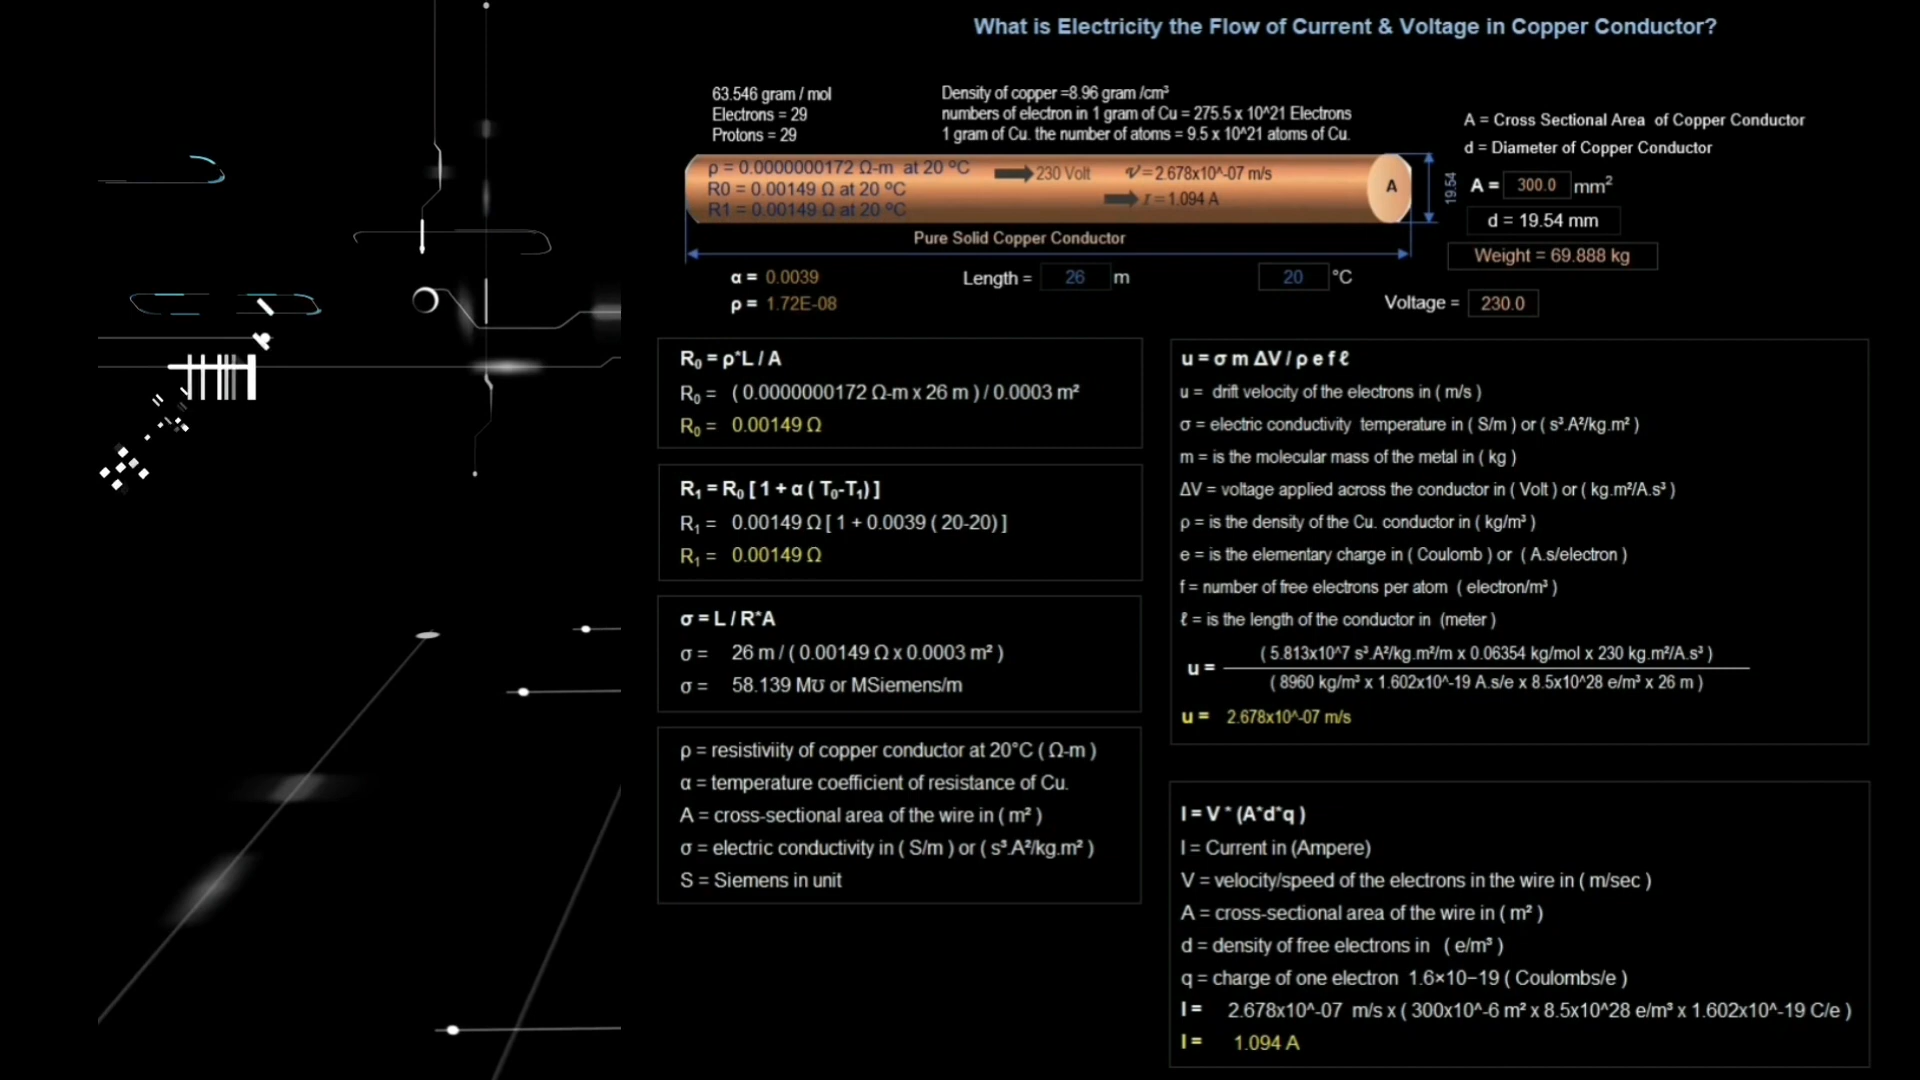 What is Electricity the Flow of Current & Voltage in Copper Conductor?
63.546 gram / mol
Electrons = 29
Protons = 29
Density of copper =8.96 gram /cm³
numbers of electron in 1 gram of Cu = 275.5 x 10^21 Electrons
1 gram of Cu. the number of atoms = 9.5 x 10^21 atoms of Cu.
A = Cross Sectional Area of Copper Conductor
d = Diameter of Copper Conductor
ρ = 0.0000000172 Ω-m at 20 ºC
R0 = 0.00149 Ω at 20 ºC
R1 = 0.00149 Ω at 20 ºC
230 Volt
V=2.678x10^-07 m/s
I = 1.094 A
A
19.54
A = 300.0 mm²
d = 19.54 mm
Weight = 69.888 kg
Pure Solid Copper Conductor
α = 0.0039
ρ = 1.72E-08
Length = 26 m
20 °C
Voltage = 230.0
R₀ = ρ*L / A
R₀ = ( 0.0000000172 Ω-m x 26 m ) / 0.0003 m²
R₀ = 0.00149 Ω
R₁ = R₀ [ 1 + α ( T₀-T₁) ]
R₁ = 0.00149 Ω [ 1 + 0.0039 ( 20-20) ]
R₁ = 0.00149 Ω
σ = L / R*A
σ = 26 m / ( 0.00149 Ω x 0.0003 m² )
σ = 58.139 M℧ or MSiemens/m
ρ = resistiviity of copper conductor at 20°C ( Ω-m )
α = temperature coefficient of resistance of Cu.
A = cross-sectional area of the wire in ( m² )
σ = electric conductivity in ( S/m ) or ( s³.A²/kg.m² )
S = Siemens in unit
u = σ m ΔV / ρ e f ℓ
u = drift velocity of the electrons in ( m/s )
σ = electric conductivity temperature in ( S/m ) or ( s³.A²/kg.m² )
m = is the molecular mass of the metal in ( kg )
ΔV = voltage applied across the conductor in ( Volt ) or ( kg.m²/A.s³ )
ρ = is the density of the Cu. conductor in ( kg/m³ )
e = is the elementary charge in ( Coulomb ) or ( A.s/electron )
f = number of free electrons per atom ( electron/m³ )
ℓ = is the length of the conductor in (meter )
u = ( 5.813x10^7 s³.A²/kg.m²/m x 0.06354 kg/mol x 230 kg.m²/A.s³ )
( 8960 kg/m³ x 1.602x10^-19 A.s/e x 8.5x10^28 e/m³ x 26 m )
u = 2.678x10^-07 m/s
I = V * (A*d*q )
I = Current in (Ampere)
V = velocity/speed of the electrons in the wire in ( m/sec )
A = cross-sectional area of the wire in ( m² )
d = density of free electrons in ( e/m³ )
q = charge of one electron 1.6×10−19 ( Coulombs/e )
I = 2.678x10^-07 m/s x ( 300x10^-6 m² x 8.5x10^28 e/m³ x 1.602x10^-19 C/e )
I = 1.094 A